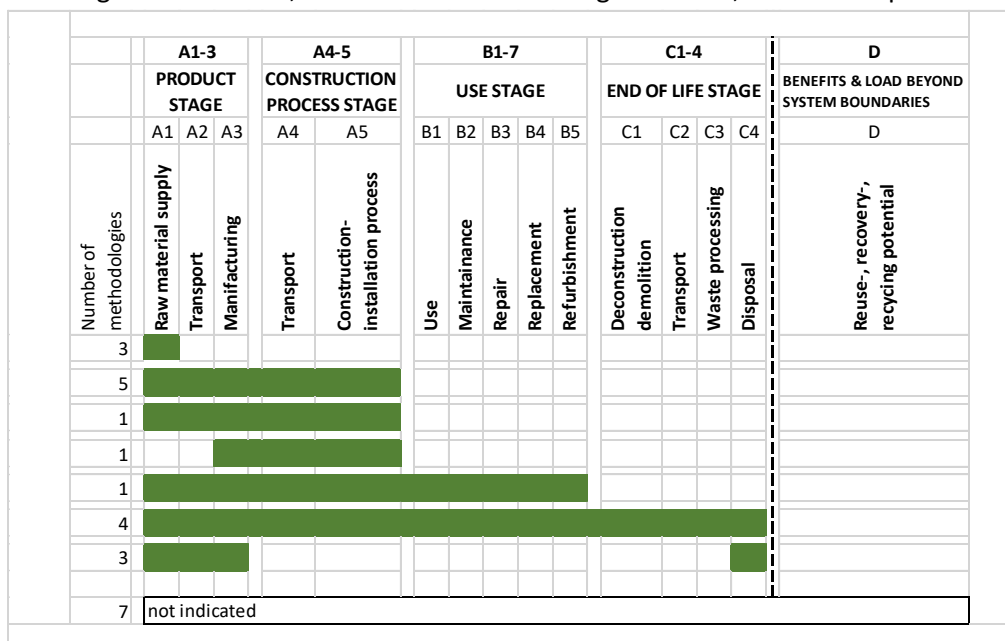 A1-3 A4-5 B1-7 C1-4 D
PRODUCT STAGE CONSTRUCTION PROCESS STAGE USE STAGE END OF LIFE STAGE BENEFITS & LOAD BEYOND SYSTEM BOUNDARIES
A1 A2 A3 A4 A5 B1 B2 B3 B4 B5 C1 C2 C3 C4 D
Number of
methodologies
Raw material supply
Transport
Manifacturing
Transport
Construction-
installation process
Use
Maintainance
Repair
Replacement
Refurbishment
Deconstruction
demolition
Transport
Waste processing
Disposal
Reuse-, recovery-,
recycing potential
3
5
1
1
1
4
3
7 not indicated